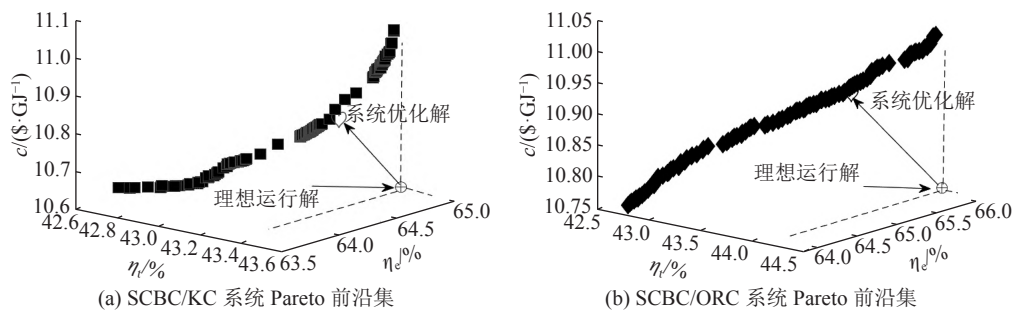 11.1
11.0
10.9
10.8
10.7
10.6
c/($·GJ⁻¹)
系统优化解
理想运行解
42.6
42.8
43.0
43.2
43.4
43.6
ηt/%
63.5
64.0
64.5
65.0
ηe/%
(a) SCBC/KC 系统 Pareto 前沿集
11.05
11.00
10.95
10.90
10.85
10.80
10.75
c/($·GJ⁻¹)
系统优化解
理想运行解
42.5
43.0
43.5
44.0
44.5
ηt/%
64.0
64.5
65.0
65.5
66.0
ηe/%
(b) SCBC/ORC 系统 Pareto 前沿集